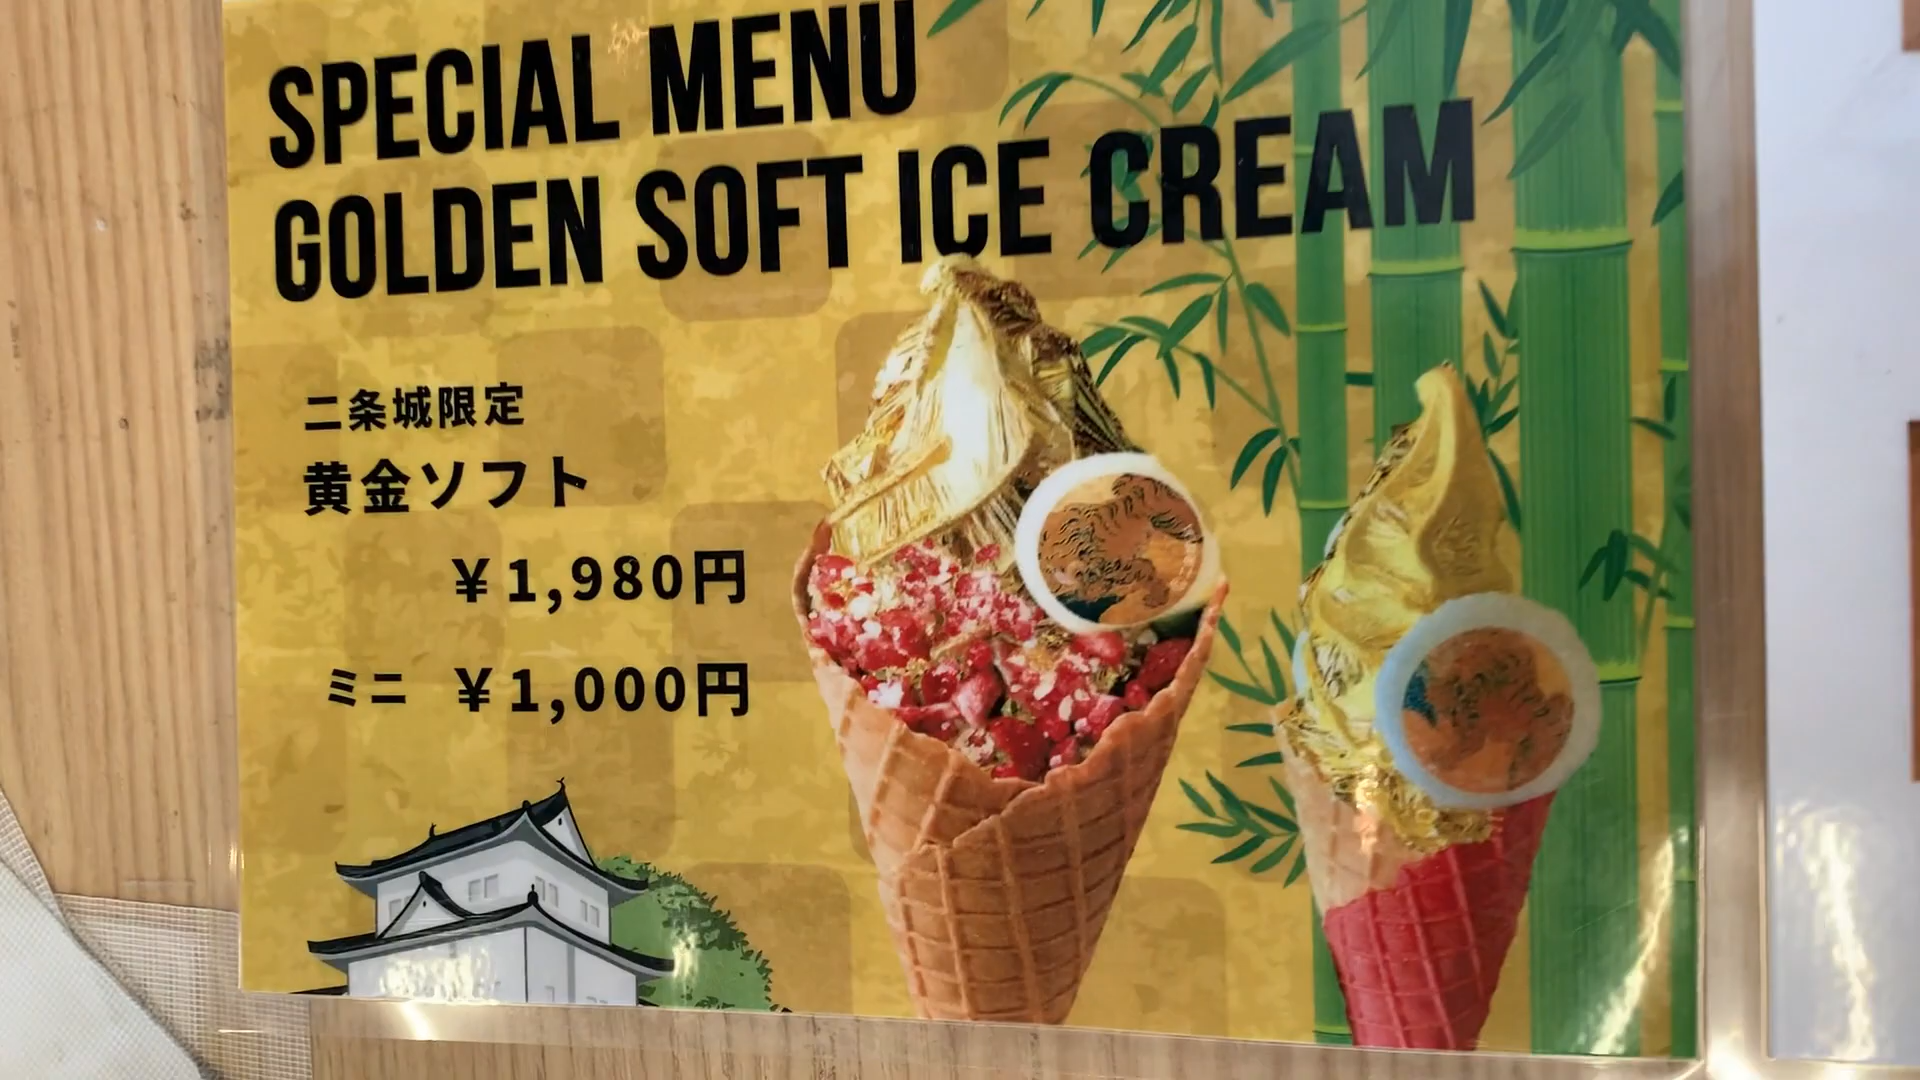 SPECIAL MENU
GOLDEN SOFT ICE CREAM
二条城限定
黄金ソフト
¥1,980円
ミニ ¥1,000円